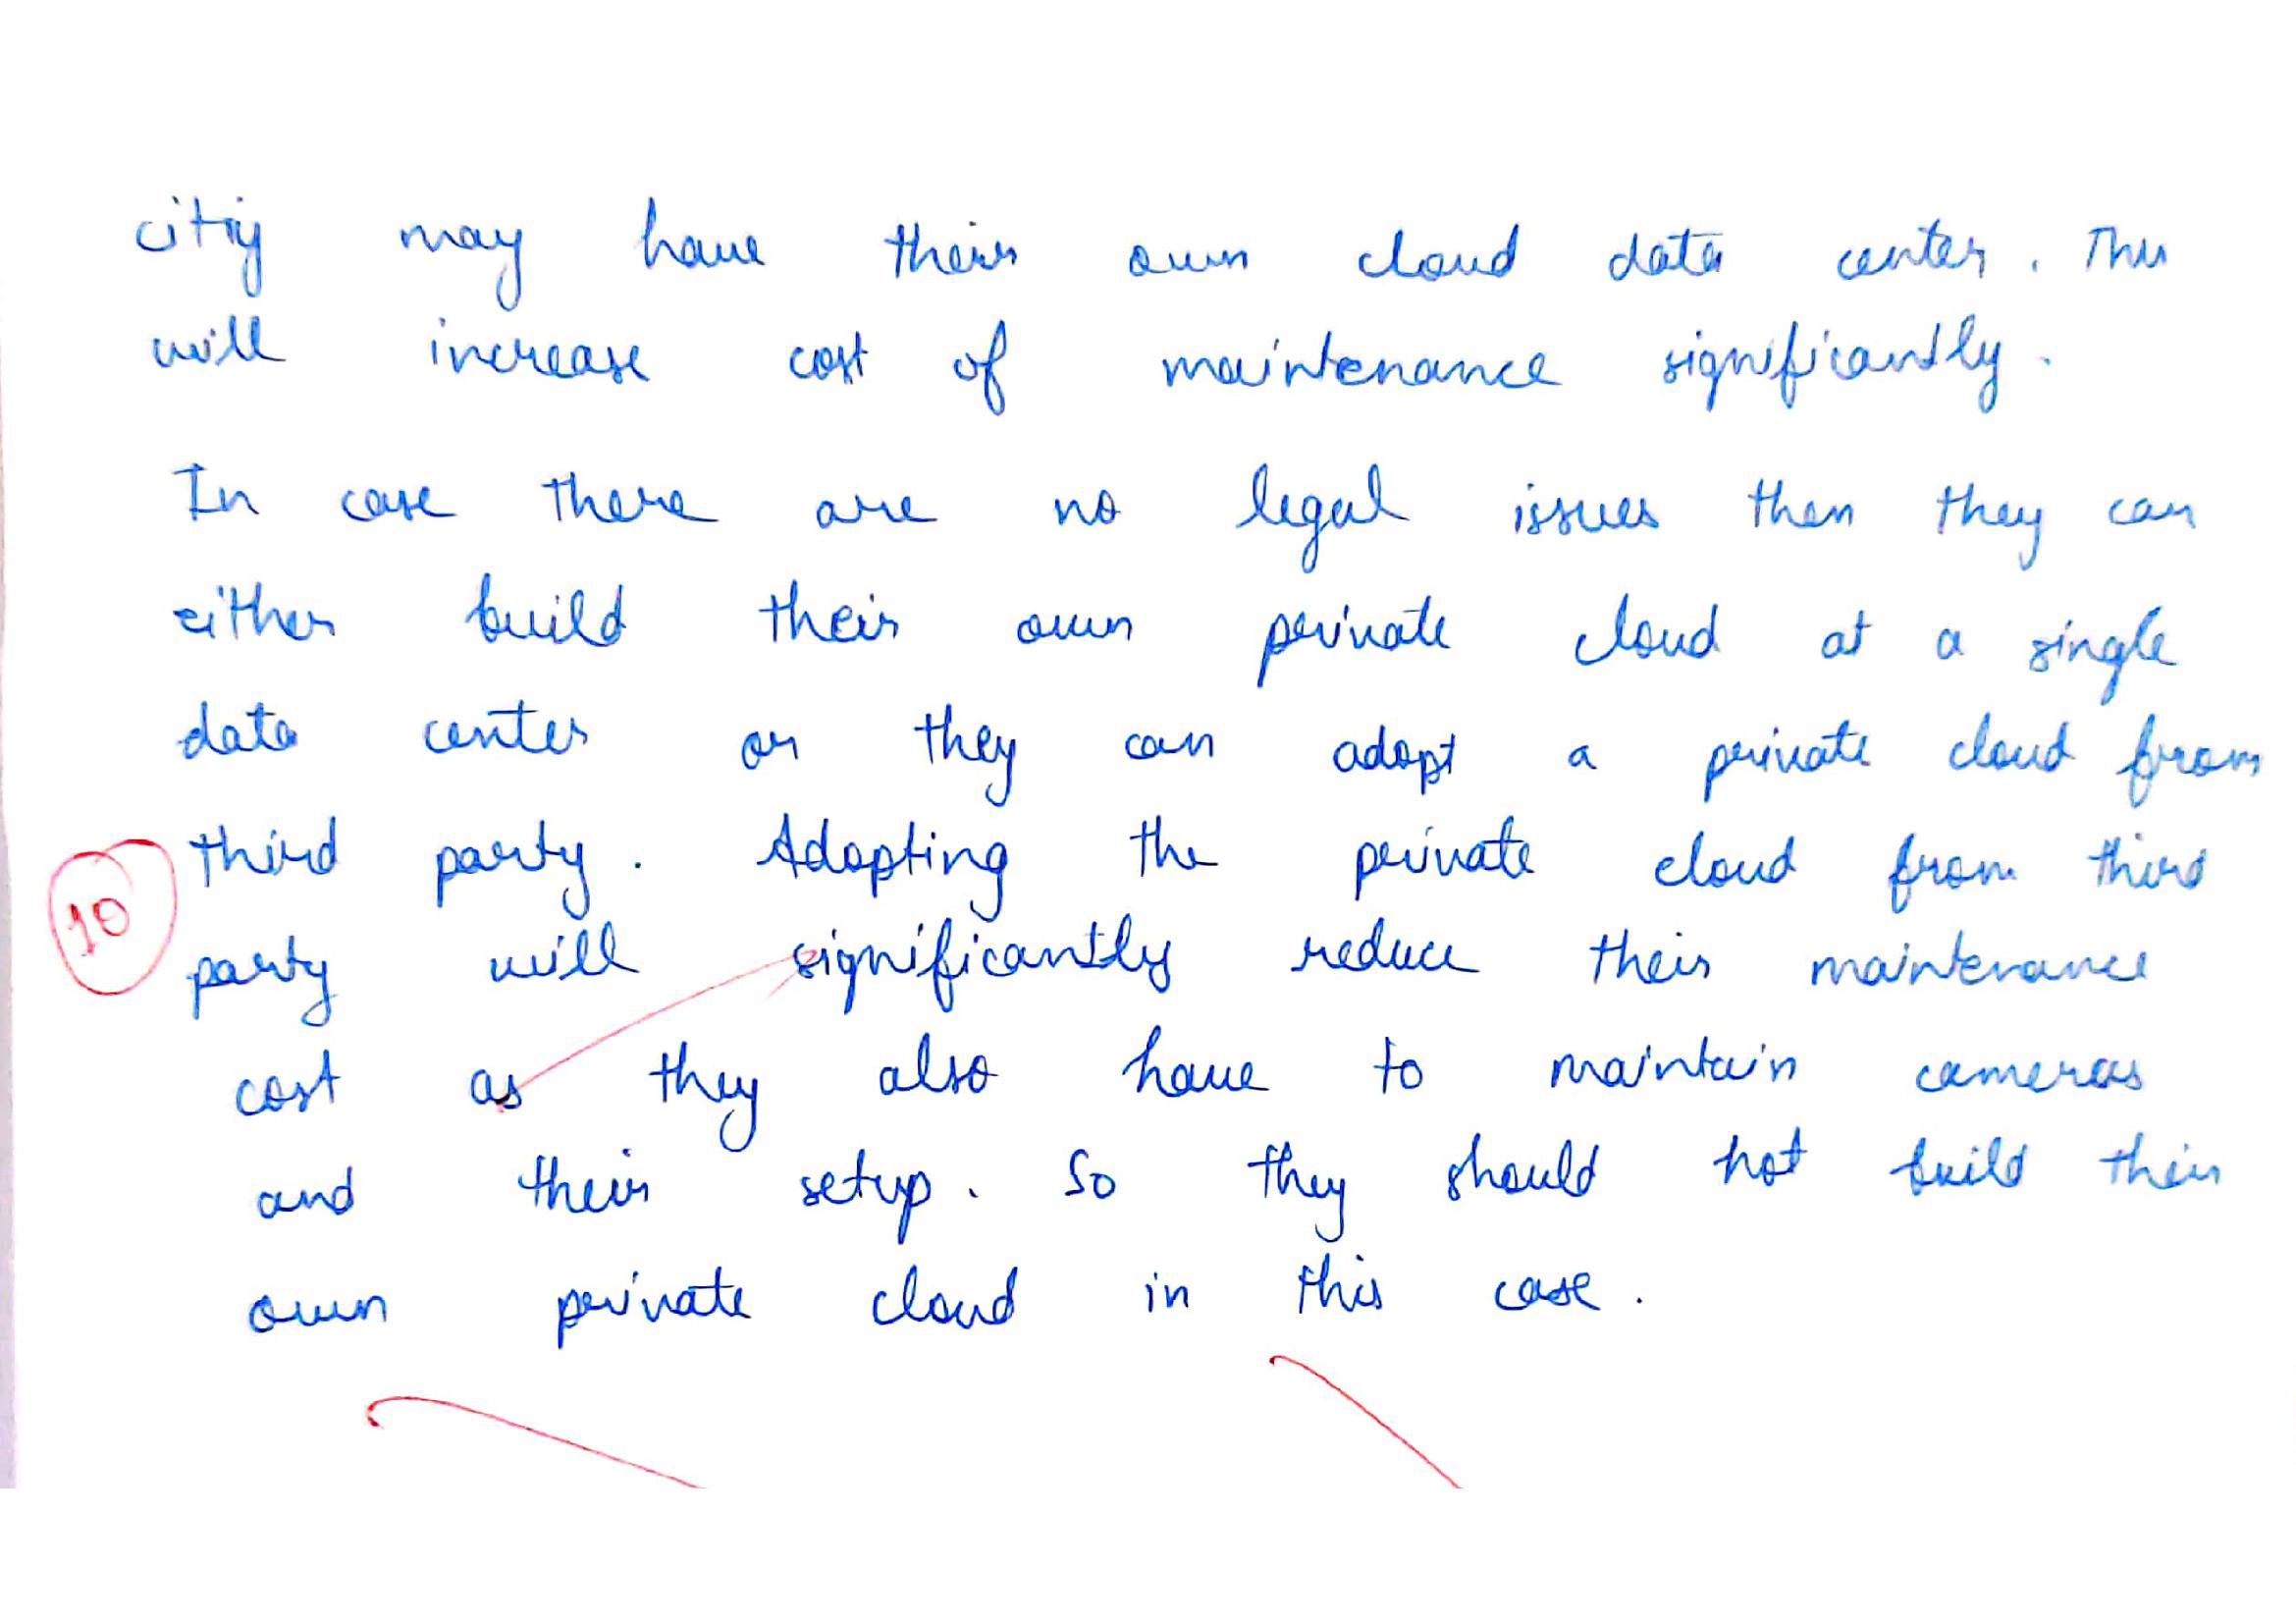 city may have their own cloud data center. This
will increase cost of maintenance significantly.
In case there are no legal issues then they can
either build their own private cloud at a single
data center or they can adopt a private cloud from
third party. Adopting the private cloud from third
10
party will significantly reduce their maintenance
cost as they also have to maintain cameras
and their setup. So they should not build their
own private cloud in this case.